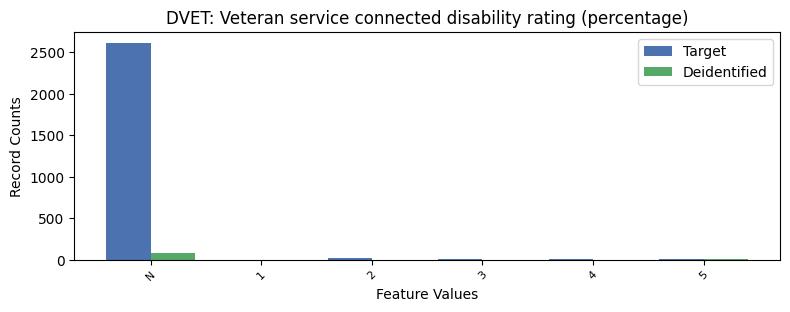 DVET: Veteran service connected disability rating (percentage)
Target
Deidentified
Record Counts
2500
2000
1500
1000
500
0
N 1 2 3 4 5
Feature Values